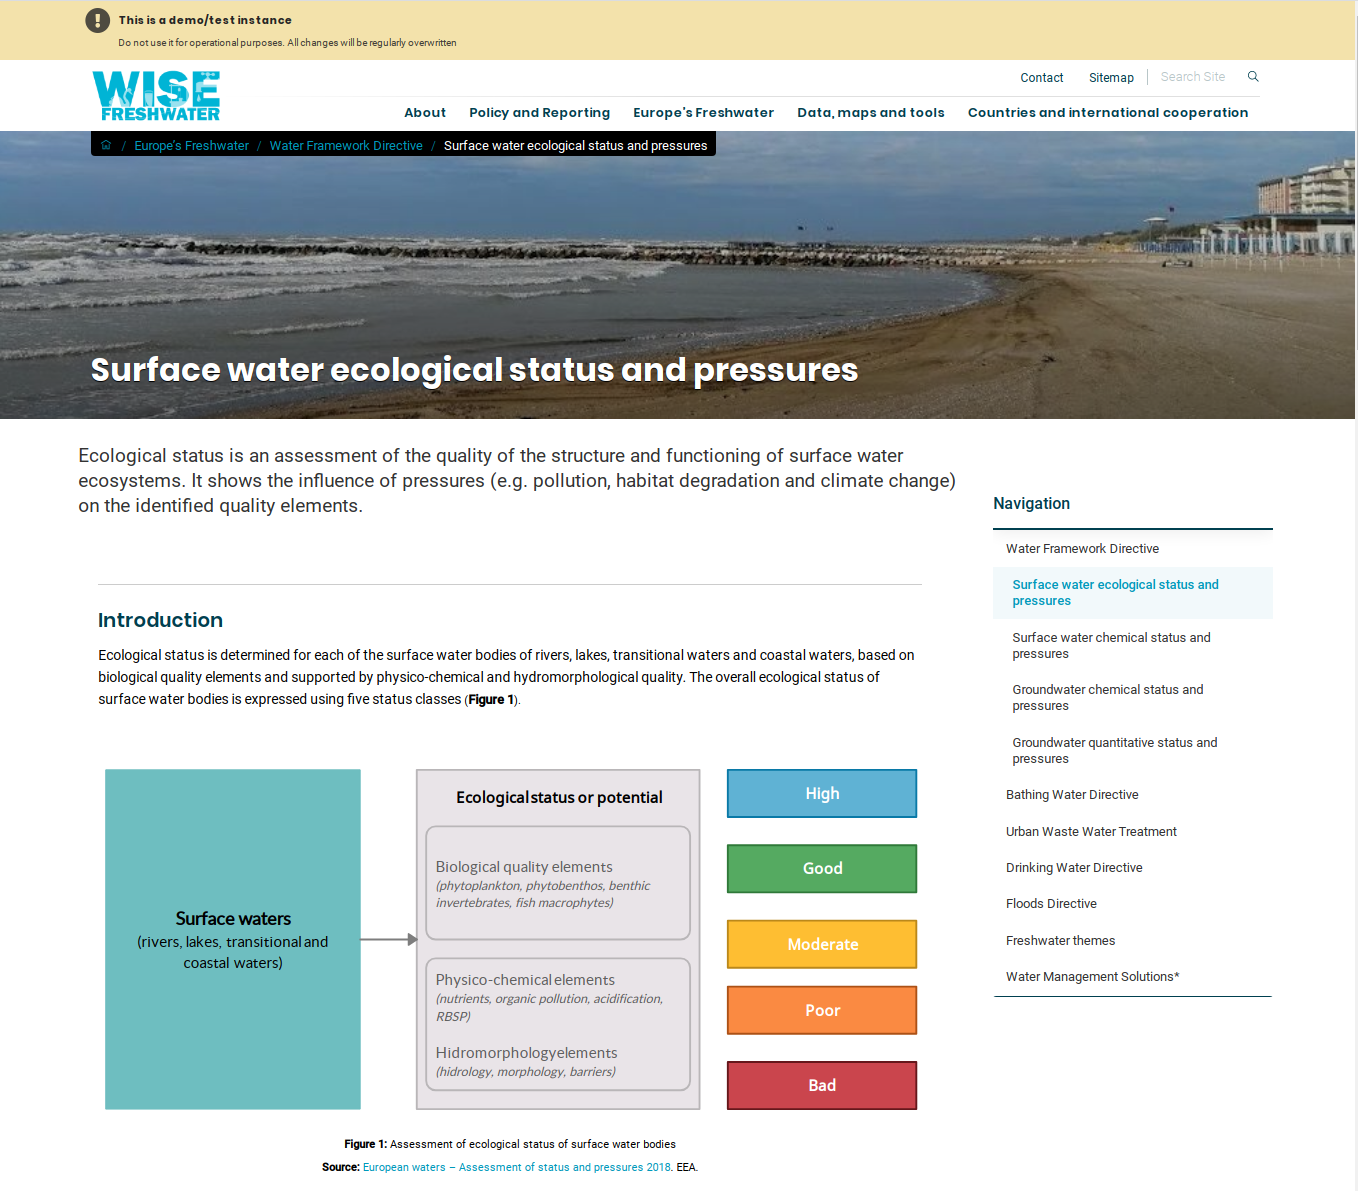 This is a demo/test instance
Do not use it for operational purposes. All changes will be regularly overwritten
WISE
FRESHWATER
Contact
Sitemap
Search Site
About
Policy and Reporting
Europe's Freshwater
Data, maps and tools
Countries and international cooperation
/ Europe's Freshwater / Water Framework Directive / Surface water ecological status and pressures
Surface water ecological status and pressures
Ecological status is an assessment of the quality of the structure and functioning of surface water
ecosystems. It shows the influence of pressures (e.g. pollution, habitat degradation and climate change)
on the identified quality elements.
Introduction
Ecological status is determined for each of the surface water bodies of rivers, lakes, transitional waters and coastal waters, based on
biological quality elements and supported by physico-chemical and hydromorphological quality. The overall ecological status of
surface water bodies is expressed using five status classes (Figure 1).
Surface waters
(rivers, lakes, transitional and
coastal waters)
Ecological status or potential
Biological quality elements
(phytoplankton, phytobenthos, benthic
invertebrates, fish macrophytes)
Physico-chemical elements
(nutrients, organic pollution, acidification,
RBSP)
Hidromorphology elements
(hidrology, morphology, barriers)
High
Good
Moderate
Poor
Bad
Figure 1: Assessment of ecological status of surface water bodies
Source: European waters – Assessment of status and pressures 2018. EEA.
Navigation
Water Framework Directive
Surface water ecological status and
pressures
Surface water chemical status and
pressures
Groundwater chemical status and
pressures
Groundwater quantitative status and
pressures
Bathing Water Directive
Urban Waste Water Treatment
Drinking Water Directive
Floods Directive
Freshwater themes
Water Management Solutions*